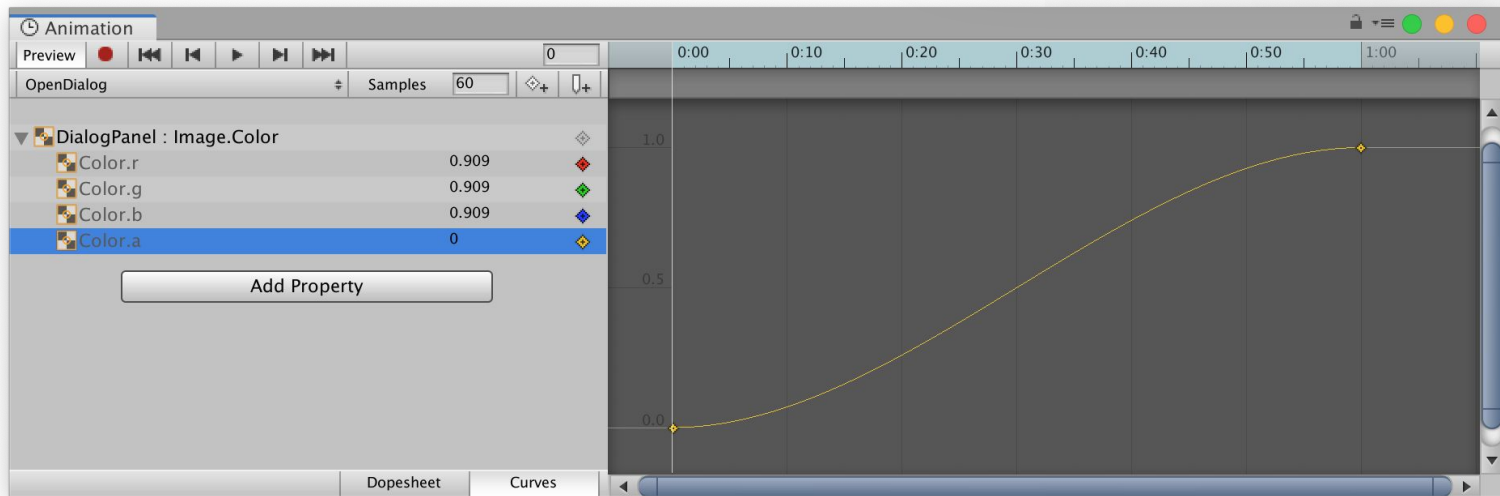 Animation
Preview 0 0:00 0:10 0:20 0:30 0:40 0:50 1:00
OpenDialog Samples 60
DialogPanel : Image.Color
Color.r 0.909
Color.g 0.909
Color.b 0.909
Color.a 0
Add Property
1.0
0.5
0.0
Dopesheet Curves